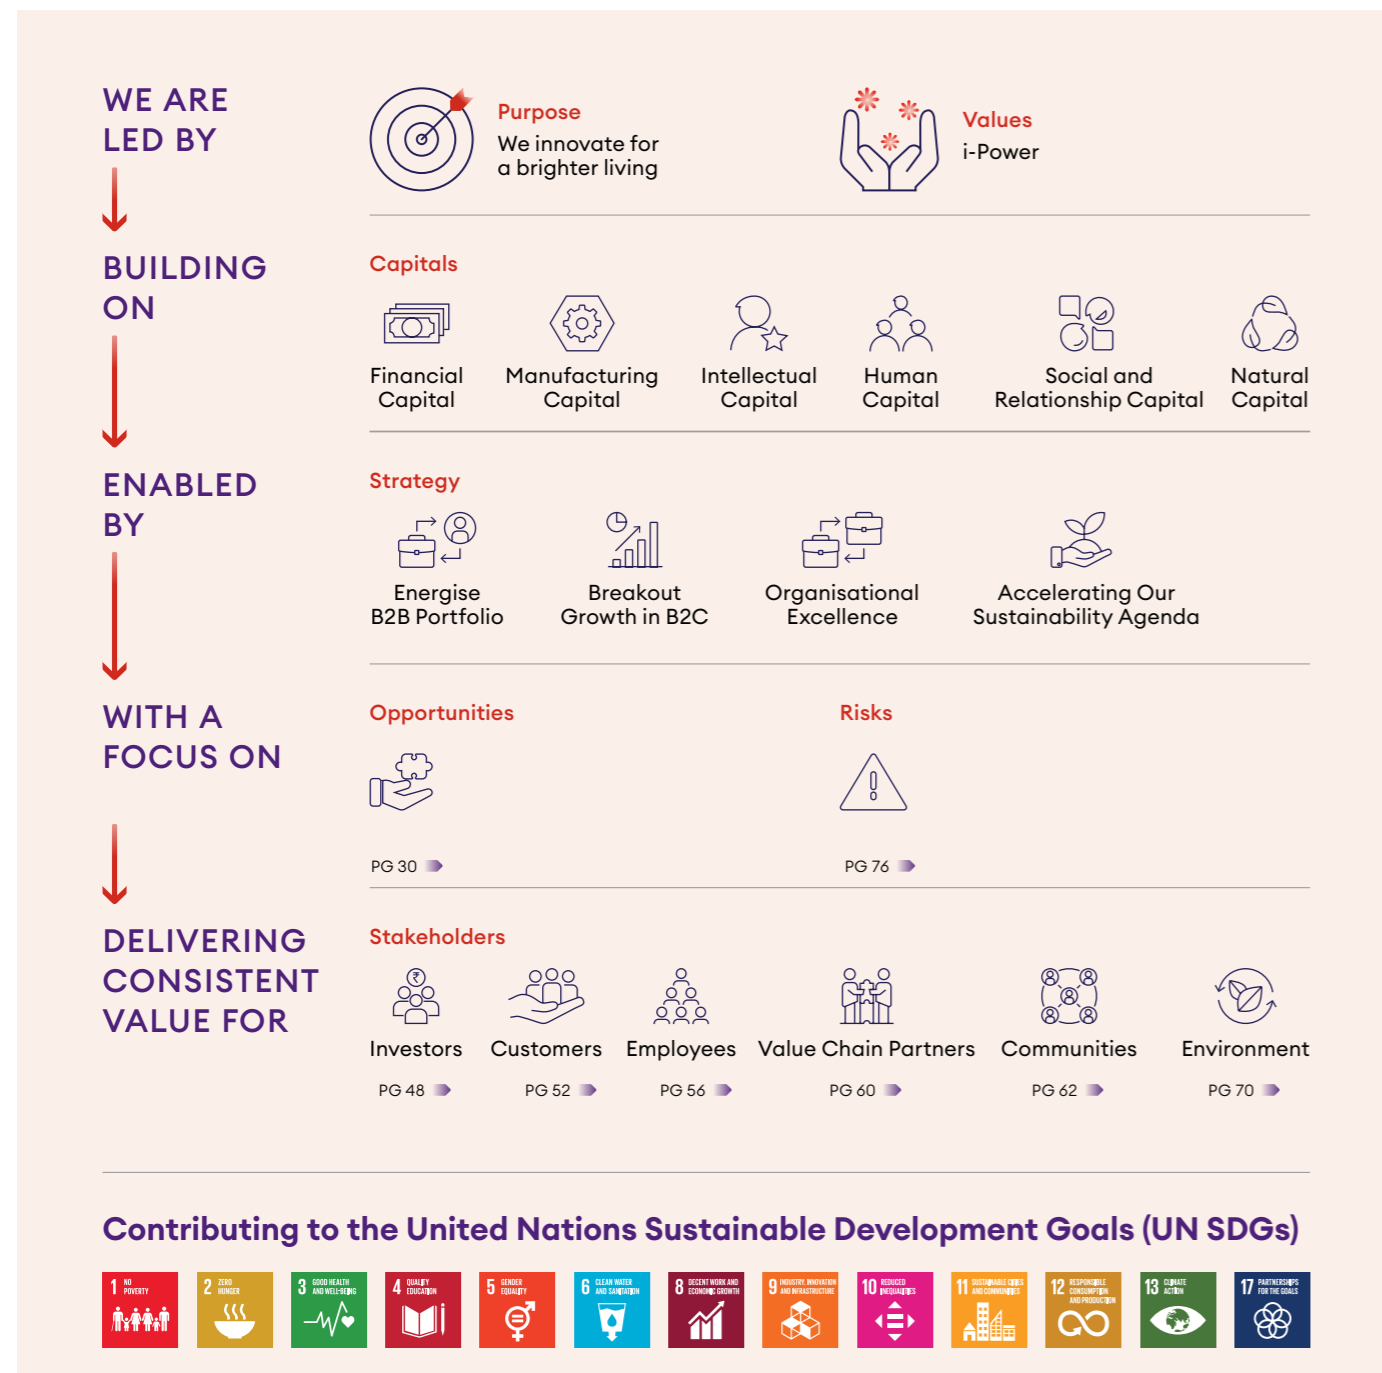 WE ARE
LED BY
Purpose
We innovate for
a brighter living
Values
i-Power
BUILDING
ON
Capitals
Financial
Capital
Manufacturing
Capital
Intellectual
Capital
Human
Capital
Social and
Relationship Capital
Natural
Capital
ENABLED
BY
Strategy
Energise
B2B Portfolio
Breakout
Growth in B2C
Organisational
Excellence
Accelerating Our
Sustainability Agenda
WITH A
FOCUS ON
Opportunities
PG 30
Risks
PG 76
DELIVERING
CONSISTENT
VALUE FOR
Stakeholders
₹
Investors
PG 48
Customers
PG 52
Employees
PG 56
Value Chain Partners
PG 60
Communities
PG 62
Environment
PG 70
Contributing to the United Nations Sustainable Development Goals (UN SDGs)
1 NO
POVERTY
2 ZERO
HUNGER
3 GOOD HEALTH
AND WELL-BEING
4 QUALITY
EDUCATION
5 GENDER
EQUALITY
6 CLEAN WATER
AND SANITATION
8 DECENT WORK AND
ECONOMIC GROWTH
9 INDUSTRY, INNOVATION
AND INFRASTRUCTURE
10 REDUCED
INEQUALITIES
11 SUSTAINABLE CITIES
AND COMMUNITIES
12 RESPONSIBLE
CONSUMPTION
AND PRODUCTION
13 CLIMATE
ACTION
17 PARTNERSHIPS
FOR THE GOALS